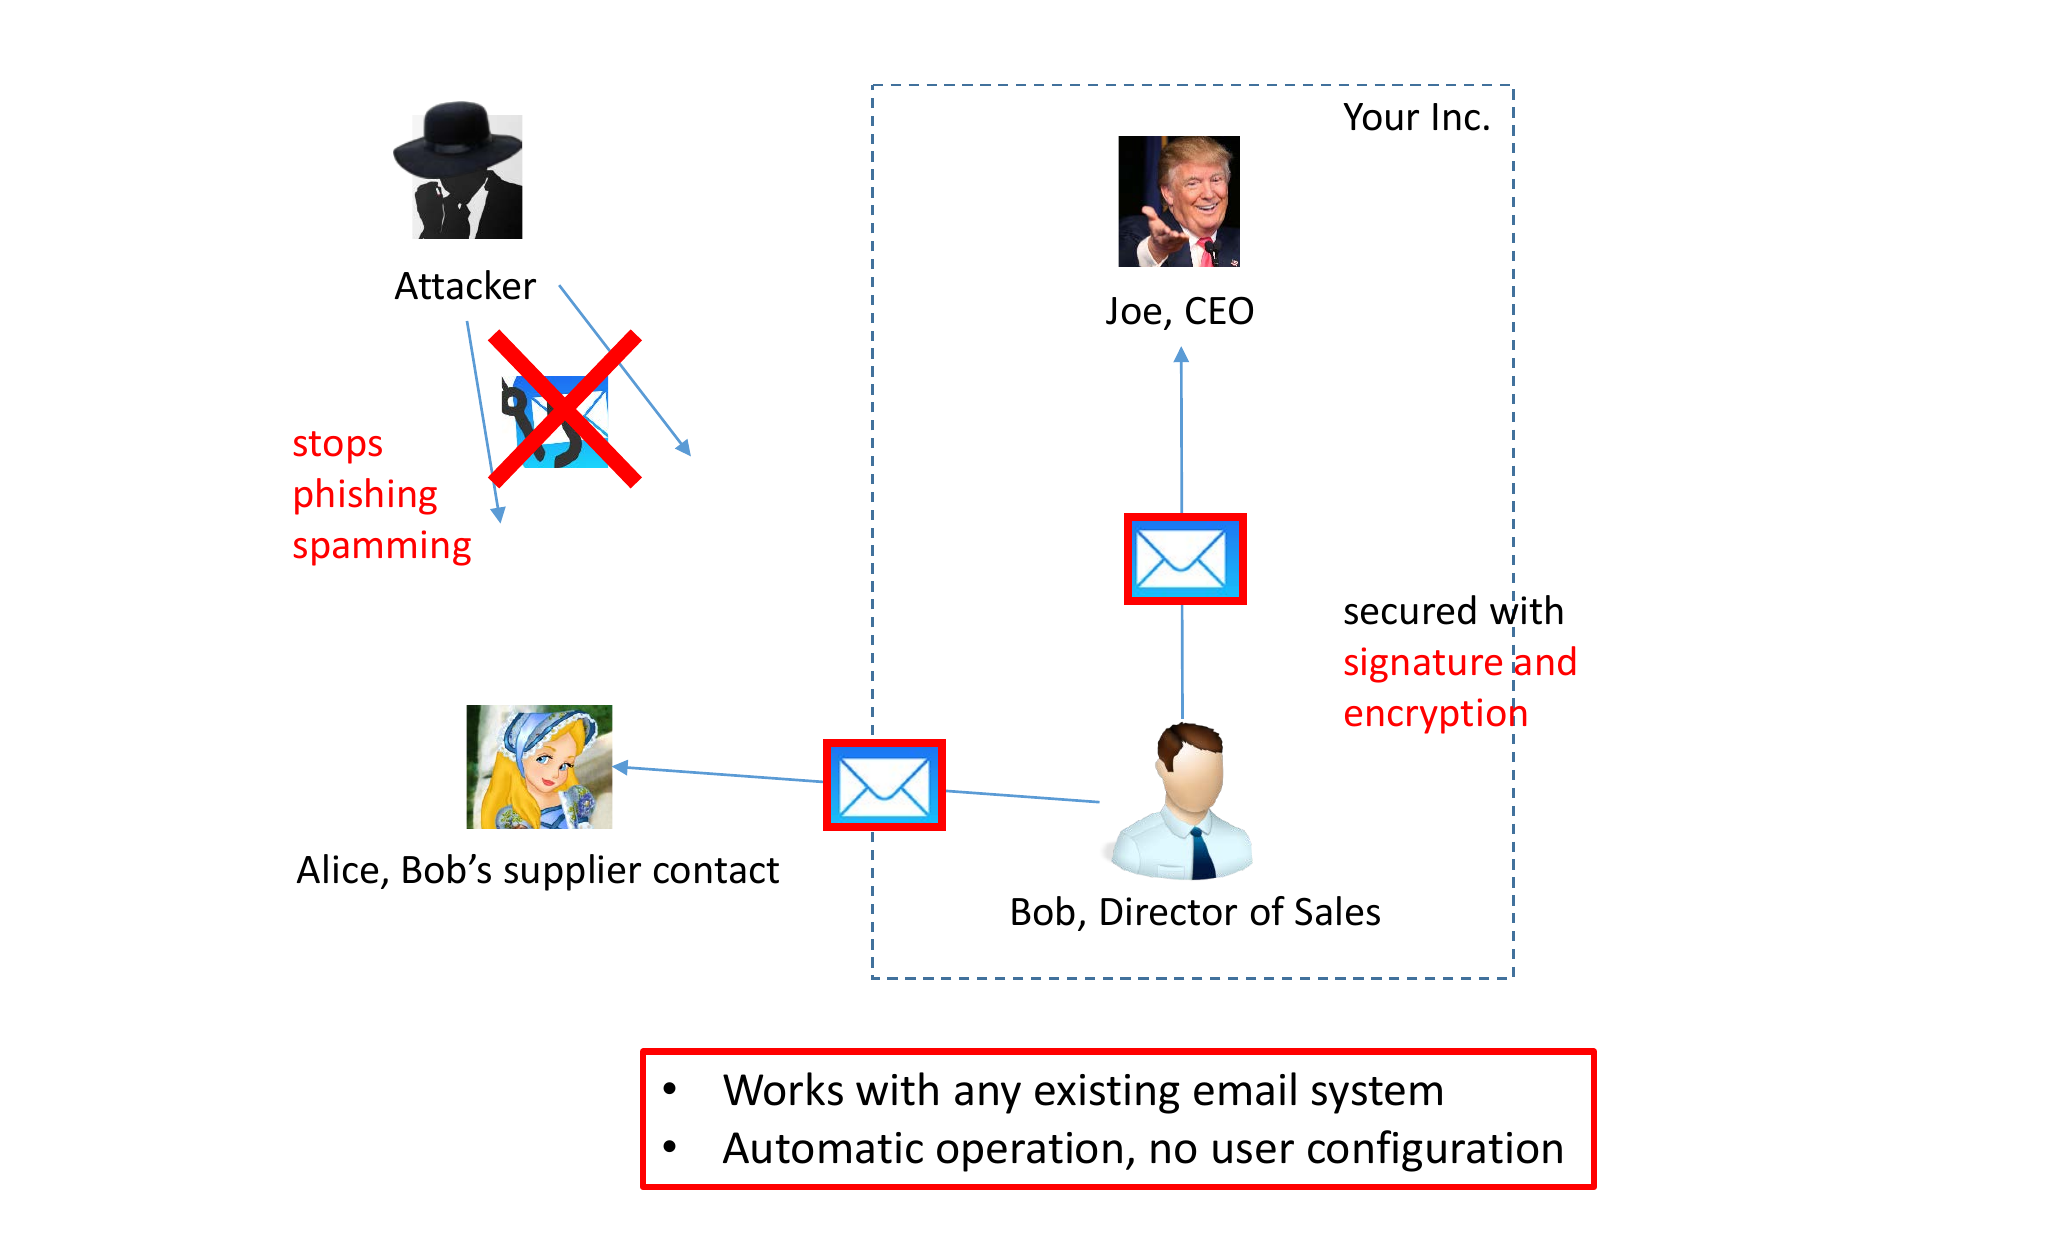 Your Inc.
Attacker
Joe, CEO
stops
phishing
spamming
secured with
signature and
encryption
Alice, Bob’s supplier contact
Bob, Director of Sales
• Works with any existing email system
• Automatic operation, no user configuration